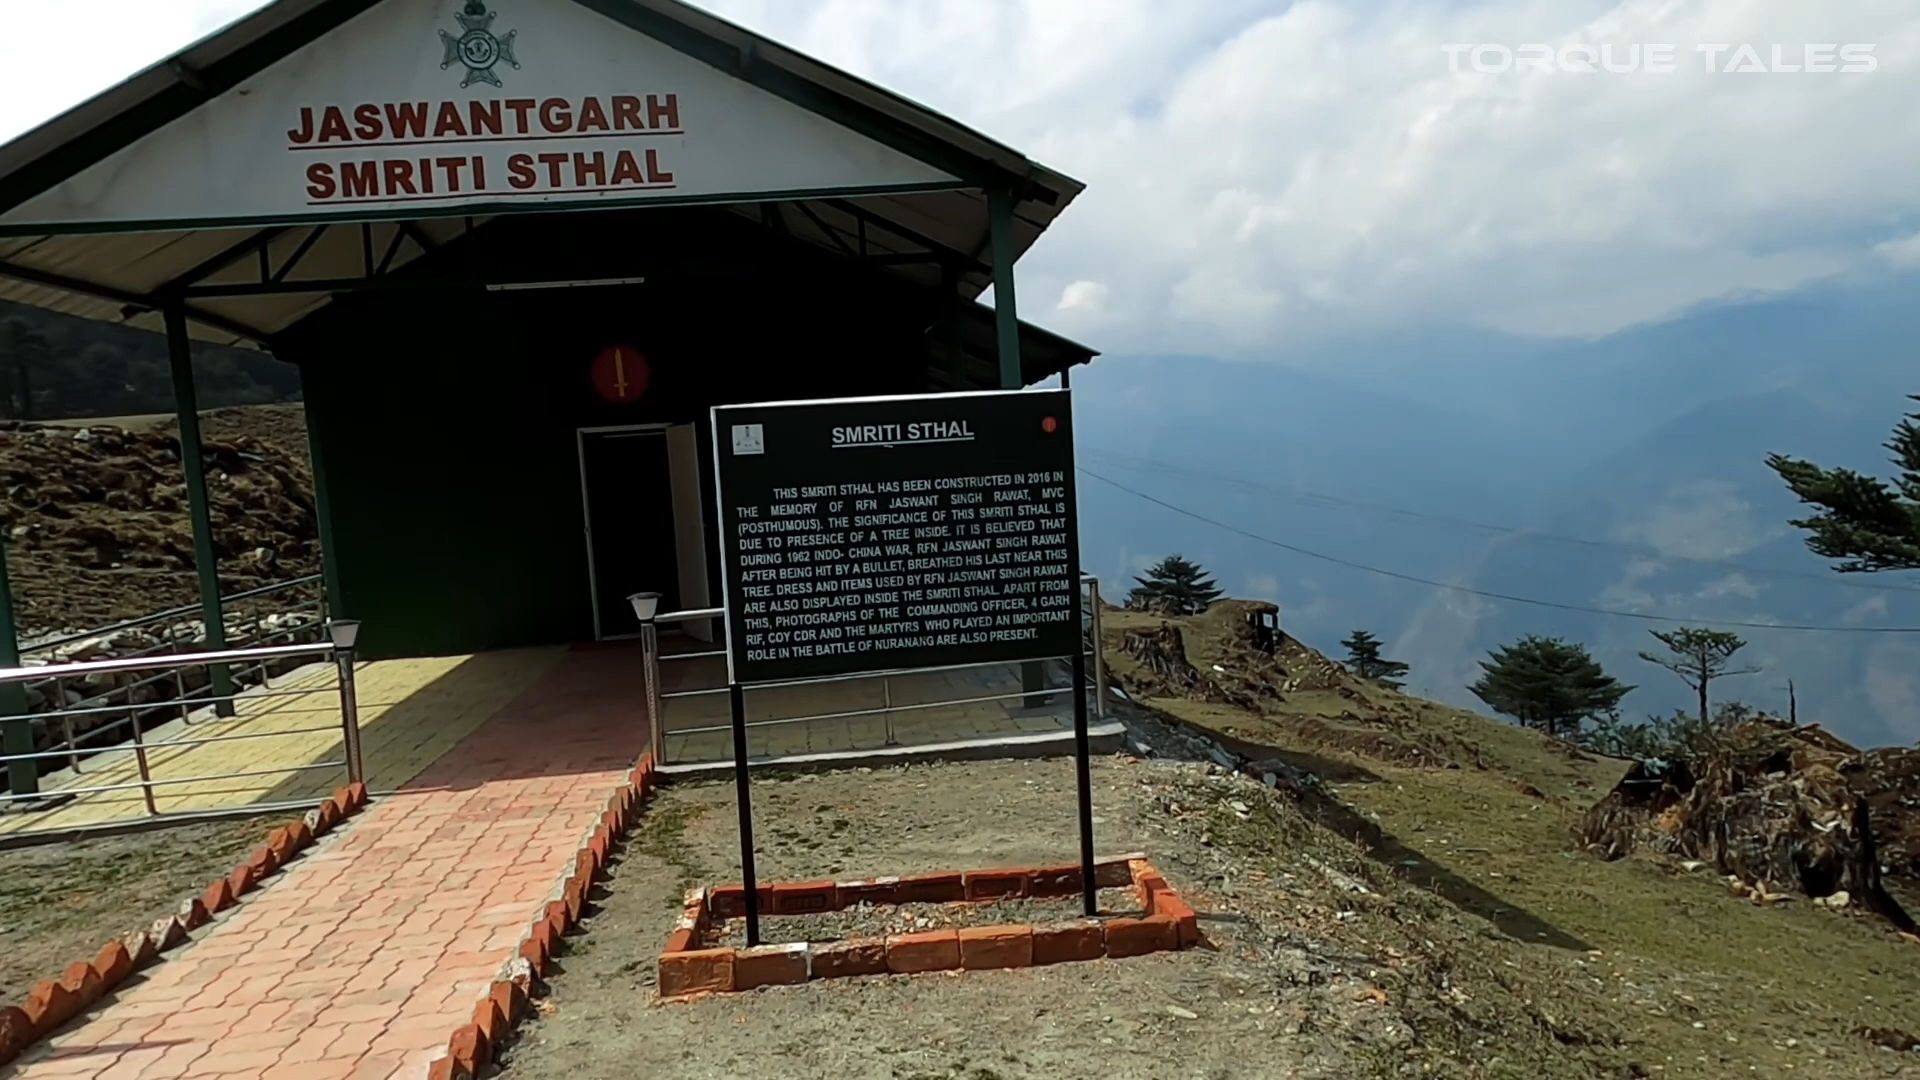 TORQUE TALES
JASWANTGARH
SMRITI STHAL
SMRITI STHAL
THIS SMRITI STHAL HAS BEEN CONSTRUCTED IN 2016 IN
THE MEMORY OF RFN JASWANT SINGH RAWAT, MVC
(POSTHUMOUS). THE SIGNIFICANCE OF THIS SMRITI STHAL IS
DUE TO PRESENCE OF A TREE INSIDE. IT IS BELIEVED THAT
DURING 1962 INDO- CHINA WAR, RFN JASWANT SINGH RAWAT
AFTER BEING HIT BY A BULLET, BREATHED HIS LAST NEAR THIS
TREE. DRESS AND ITEMS USED BY RFN JASWANT SINGH RAWAT
ARE ALSO DISPLAYED INSIDE THE SMRITI STHAL. APART FROM
THIS, PHOTOGRAPHS OF THE COMMANDING OFFICER, 4 GARH
RIF, COY CDR AND THE MARTYRS WHO PLAYED AN IMPORTANT
ROLE IN THE BATTLE OF NURANANG ARE ALSO PRESENT.